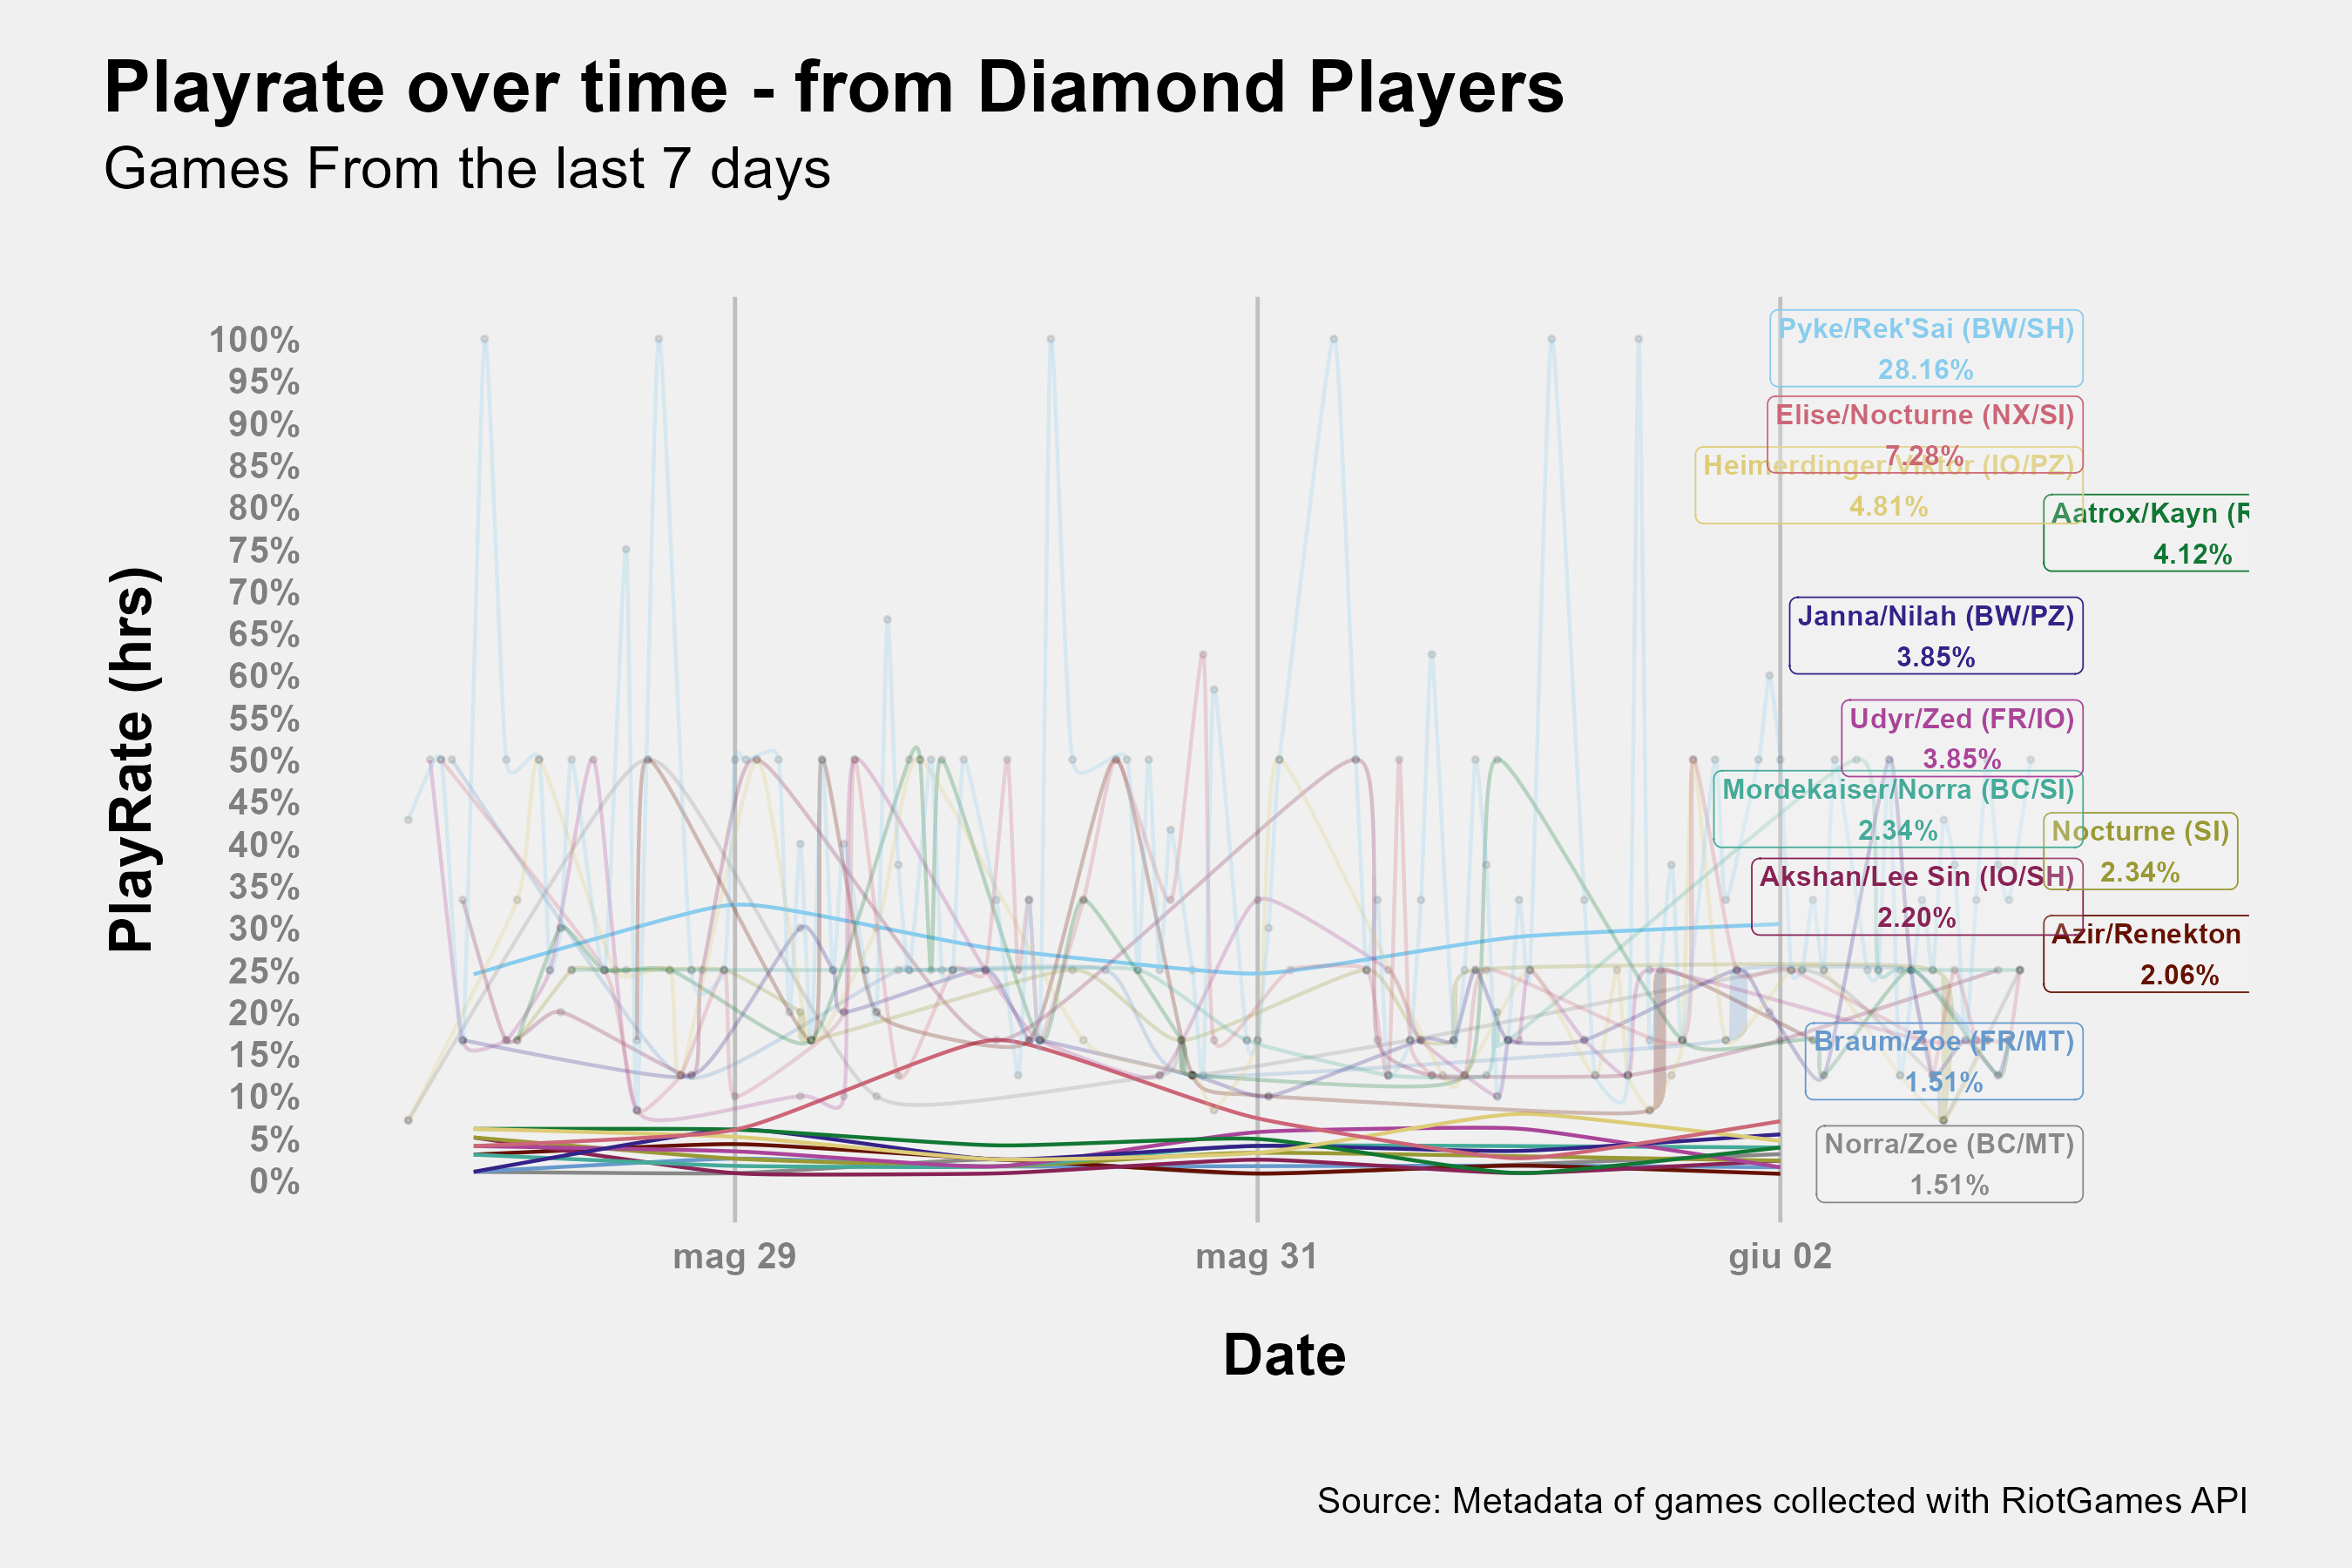 Playrate over time - from Diamond Players
Games From the last 7 days
PlayRate (hrs)
100%
95%
90%
85%
80%
75%
70%
65%
60%
55%
50%
45%
40%
35%
30%
25%
20%
15%
10%
5%
0%
Pyke/Rek'Sai (BW/SH)
28.16%
Elise/Nocturne (NX/SI)
7.28%
Heimerdinger/Viktor (IO/PZ)
4.81%
Aatrox/Kayn (R
4.12%
Janna/Nilah (BW/PZ)
3.85%
Udyr/Zed (FR/IO)
3.85%
Mordekaiser/Norra (BC/SI)
2.34%
Nocturne (SI)
2.34%
Akshan/Lee Sin (IO/SH)
2.20%
Azir/Renekton
2.06%
Braum/Zoe (FR/MT)
1.51%
Norra/Zoe (BC/MT)
1.51%
mag 29
mag 31
giu 02
Date
Source: Metadata of games collected with RiotGames API